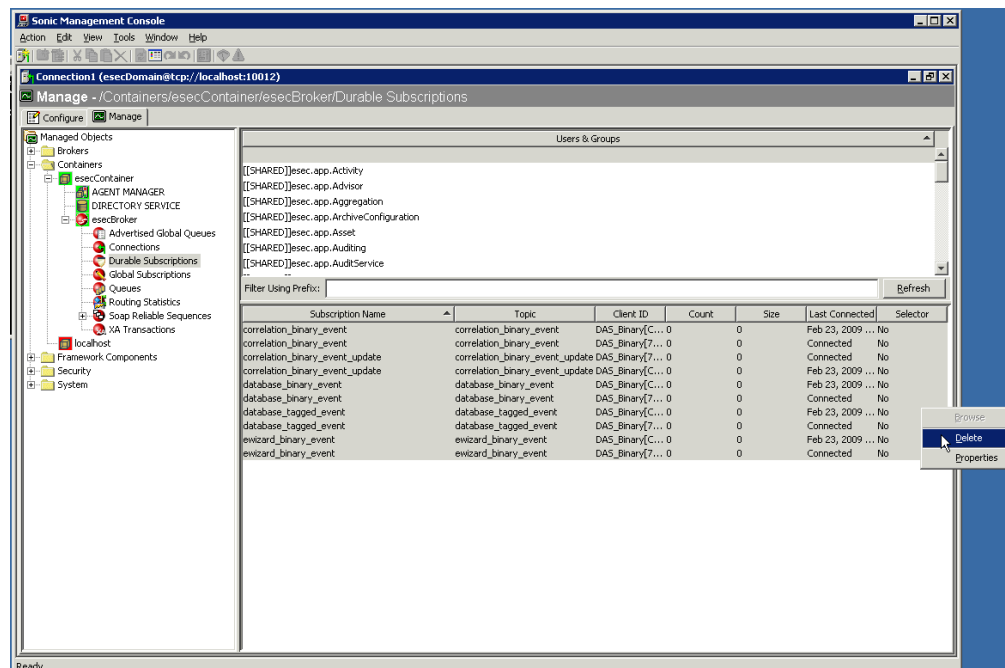 Sonic Management Console
Action Edit View Tools Window Help
Connection1 (esecDomain@tcp://localhost:10012)
Manage - /Containers/esecContainer/esecBroker/Durable Subscriptions
Configure Manage
Managed Objects
Brokers
Containers
esecContainer
AGENT MANAGER
DIRECTORY SERVICE
esecBroker
Advertised Global Queues
Connections
Durable Subscriptions
Global Subscriptions
Queues
Routing Statistics
Soap Reliable Sequences
XA Transactions
localhost
Framework Components
Security
System
Users & Groups
[[SHARED]]esec.app.Activity
[[SHARED]]esec.app.Advisor
[[SHARED]]esec.app.Aggregation
[[SHARED]]esec.app.ArchiveConfiguration
[[SHARED]]esec.app.Asset
[[SHARED]]esec.app.Auditing
[[SHARED]]esec.app.AuditService
Filter Using Prefix: Refresh
Subscription Name Topic Client ID Count Size Last Connected Selector
correlation_binary_event correlation_binary_event DAS_Binary[C... 0 0 Feb 23, 2009 ... No
correlation_binary_event correlation_binary_event DAS_Binary[7... 0 0 Connected No
correlation_binary_event_update correlation_binary_event_update DAS_Binary[7... 0 0 Connected No
correlation_binary_event_update correlation_binary_event_update DAS_Binary[C... 0 0 Feb 23, 2009 ... No
database_binary_event database_binary_event DAS_Binary[C... 0 0 Feb 23, 2009 ... No
database_binary_event database_binary_event DAS_Binary[7... 0 0 Connected No
database_tagged_event database_tagged_event DAS_Binary[C... 0 0 Feb 23, 2009 ... No
database_tagged_event database_tagged_event DAS_Binary[7... 0 0 Connected No
ewizard_binary_event ewizard_binary_event DAS_Binary[C... 0 0 Feb 23, 2009 ... No
ewizard_binary_event ewizard_binary_event DAS_Binary[7... 0 0 Connected No
Browse
Delete
Properties
Ready